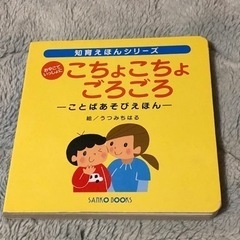 知育えほんシリーズ
おやこで
いっしょに
こちょこちょ
ごろごろ
―ことばあそびえほん―
絵／うつみちはる
SANKO BOOKS